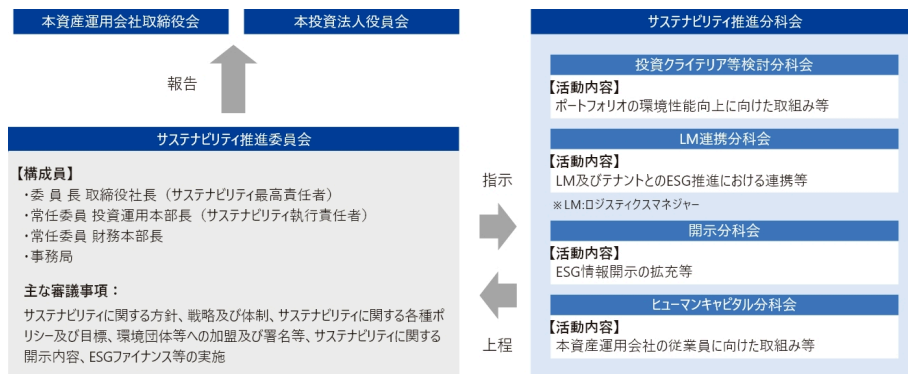 本資産運用会社取締役会
本投資法人役員会
報告
サステナビリティ推進委員会
【構成員】
・委 員 長 取締役社長（サステナビリティ最高責任者）
・常任委員 投資運用本部長（サステナビリティ執行責任者）
・常任委員 財務本部長
・事務局
主な審議事項：
サステナビリティに関する方針、戦略及び体制、サステナビリティに関する各種ポ
リシー及び目標、環境団体等への加盟及び署名等、サステナビリティに関する
開示内容、ESGファイナンス等の実施
指示
上程
サステナビリティ推進分科会
投資クライテリア等検討分科会
【活動内容】
ポートフォリオの環境性能向上に向けた取組み等
LM連携分科会
【活動内容】
LM及びテナントとのESG推進における連携等
※LM:ロジスティクスマネジャー
開示分科会
【活動内容】
ESG情報開示の拡充等
ヒューマンキャピタル分科会
【活動内容】
本資産運用会社の従業員に向けた取組み等